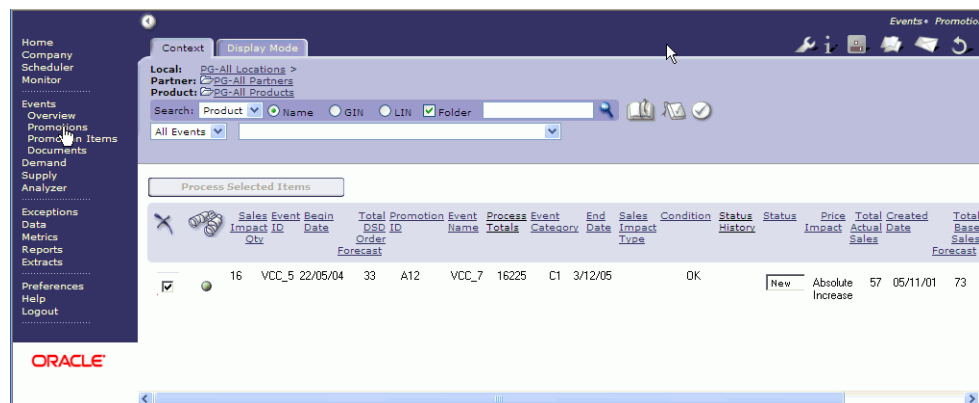 Events• Promotion
Home
Company
Scheduler
Monitor
Events
Overview
Promotions
Promotion Items
Documents
Demand
Supply
Analyzer
Exceptions
Data
Metrics
Reports
Extracts
Preferences
Help
Logout
ORACLE
Context Display Mode
Local: PG-All Locations >
Partner: PG-All Partners
Product: PG-All Products
Search: Product Name GIN LIN Folder
All Events
Process Selected Items
Sales Impact Qty Event ID Begin Date Total DSD Order Forecast Promotion ID Event Name Process Totals Event Category End Date Sales Impact Type Condition Status History Status Price Impact Total Actual Sales Created Date Total Base Sales Forecast
16 VCC_5 22/05/04 33 A12 VCC_7 16225 C1 3/12/05 OK New Absolute Increase 57 05/11/01 73